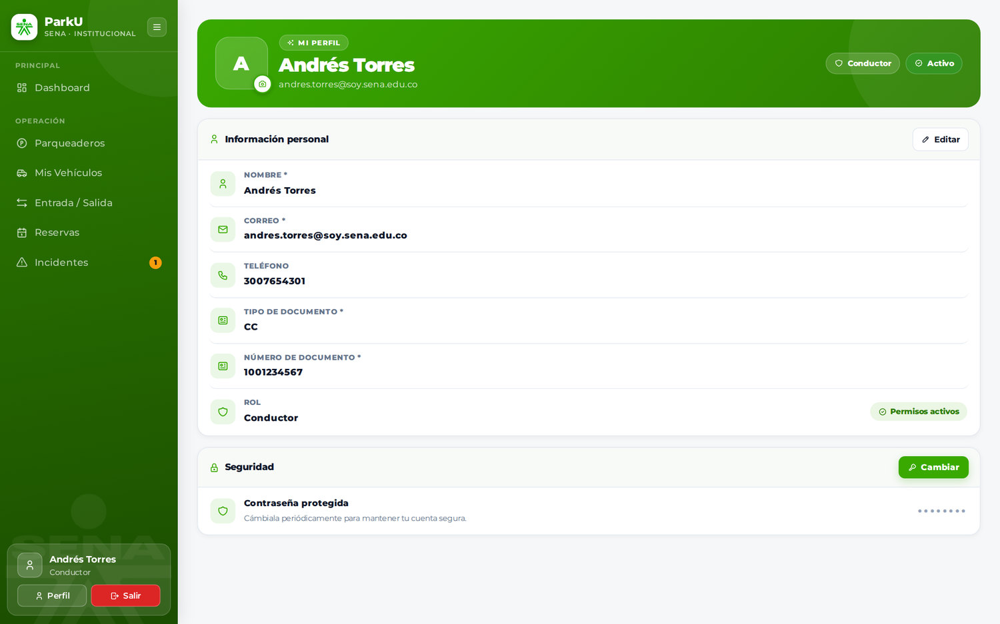 SENA
ParkU
SENA · INSTITUCIONAL
PRINCIPAL
Dashboard
OPERACIÓN
Parqueaderos
Mis Vehículos
Entrada / Salida
Reservas
Incidentes
1
SENA
Andrés Torres
Conductor
Perfil
Salir
A
MI PERFIL
Andrés Torres
andres.torres@soy.sena.edu.co
Conductor
Activo
Información personal
Editar
NOMBRE *
Andrés Torres
CORREO *
andres.torres@soy.sena.edu.co
TELÉFONO
3007654301
TIPO DE DOCUMENTO *
CC
NÚMERO DE DOCUMENTO *
1001234567
ROL
Conductor
Permisos activos
Seguridad
Cambiar
Contraseña protegida
Cámbiala periódicamente para mantener tu cuenta segura.